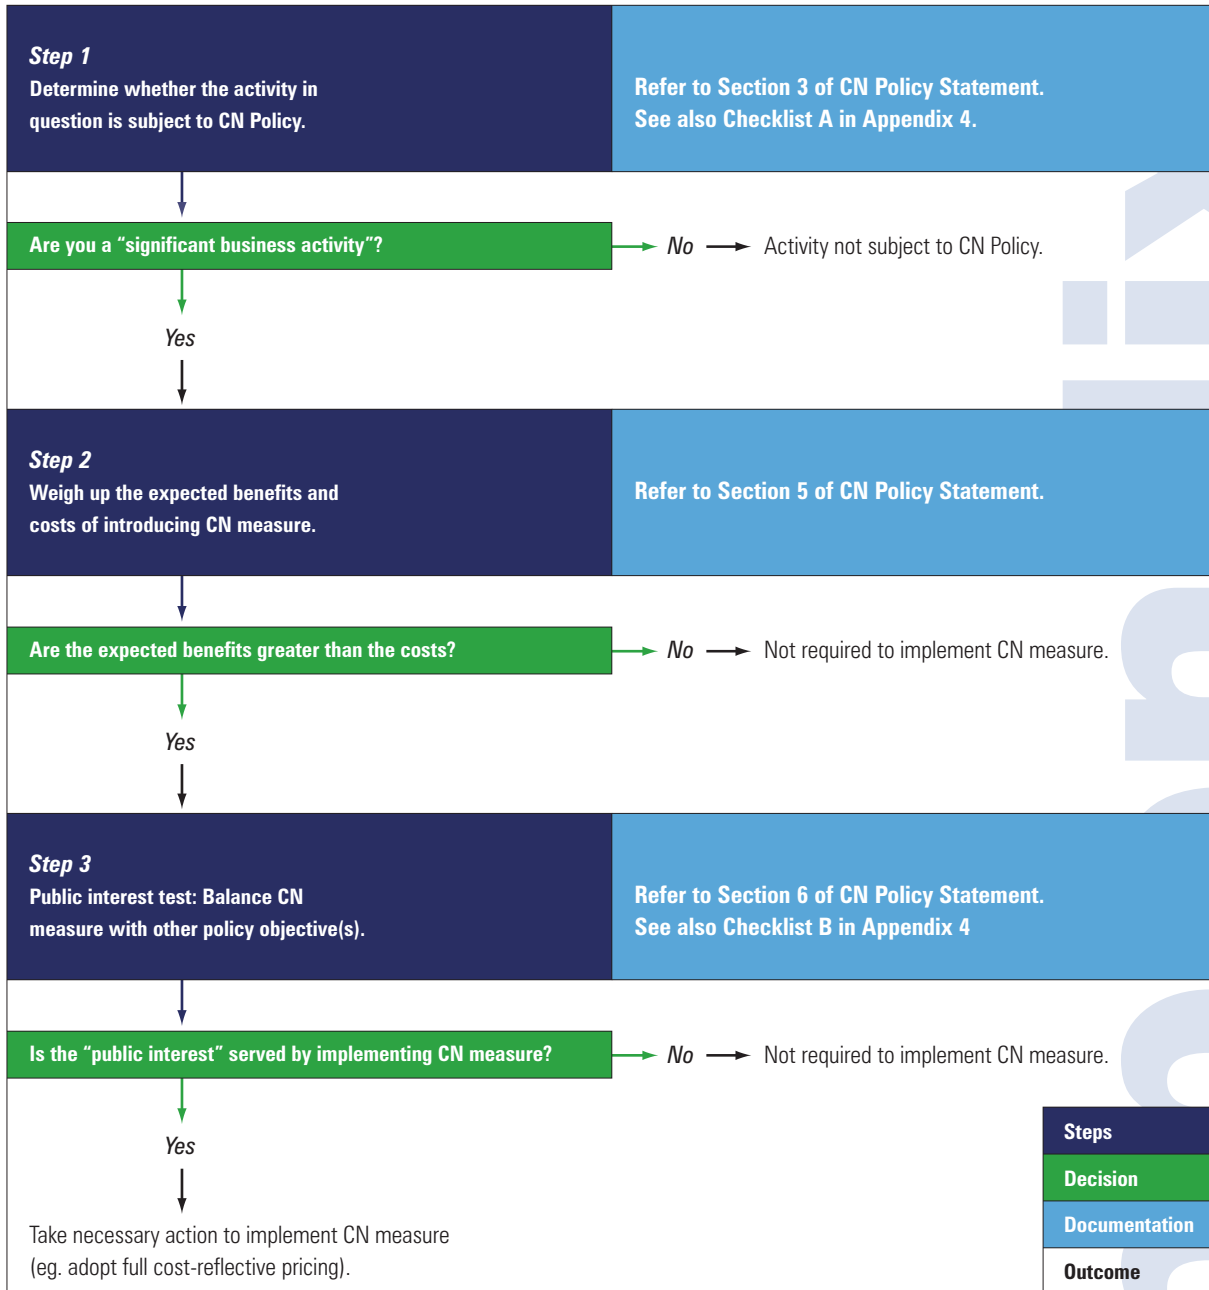 Step 1
Determine whether the activity in
question is subject to CN Policy.
Refer to Section 3 of CN Policy Statement.
See also Checklist A in Appendix 4.
Are you a “significant business activity”?
No
Activity not subject to CN Policy.
Yes
Step 2
Weigh up the expected benefits and
costs of introducing CN measure.
Refer to Section 5 of CN Policy Statement.
Are the expected benefits greater than the costs?
No
Not required to implement CN measure.
Yes
Step 3
Public interest test: Balance CN
measure with other policy objective(s).
Refer to Section 6 of CN Policy Statement.
See also Checklist B in Appendix 4
Is the “public interest” served by implementing CN measure?
No
Not required to implement CN measure.
Yes
Take necessary action to implement CN measure
(eg. adopt full cost-reflective pricing).
Steps
Decision
Documentation
Outcome